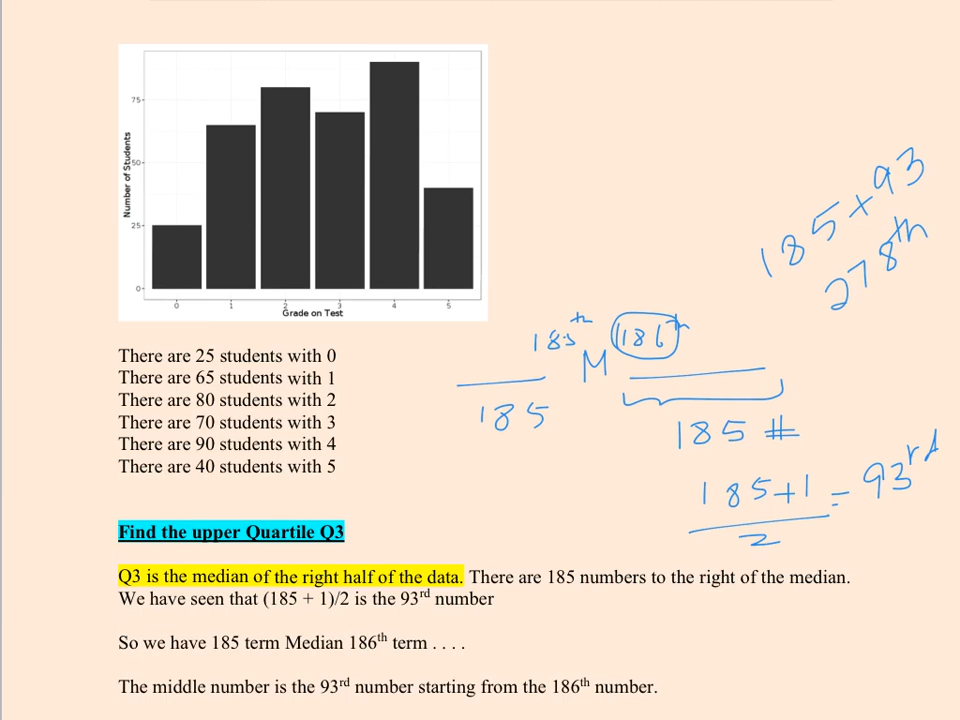 75
50
25
0
Number of Students
0 1 2 3 4 5
Grade on Test
There are 25 students with 0
There are 65 students with 1
There are 80 students with 2
There are 70 students with 3
There are 90 students with 4
There are 40 students with 5
185 + 93
278th
185th M 186th
185
185 #
185+1 = 93rd
2
Find the upper Quartile Q3
Q3 is the median of the right half of the data. There are 185 numbers to the right of the median.
We have seen that (185 + 1)/2 is the 93rd number
So we have 185 term Median 186th term . . . .
The middle number is the 93rd number starting from the 186th number.